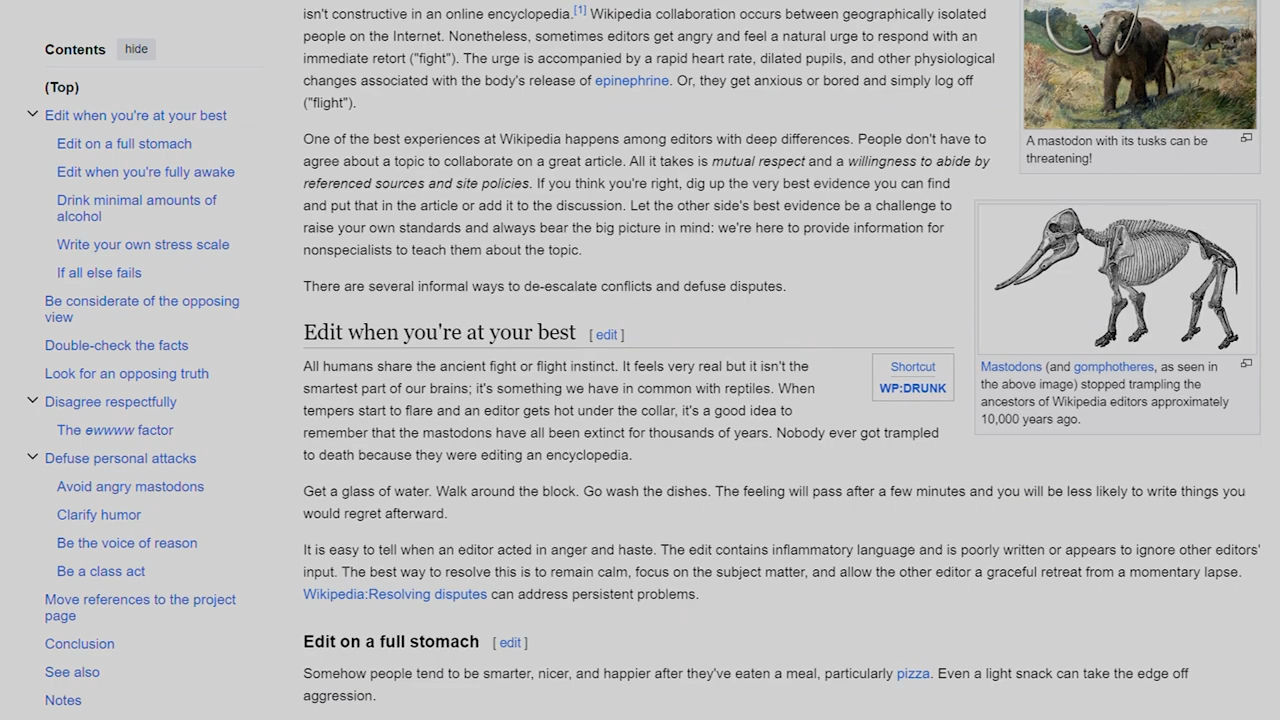 Contents hide
(Top)
Edit when you're at your best
Edit on a full stomach
Edit when you're fully awake
Drink minimal amounts of
alcohol
Write your own stress scale
If all else fails
Be considerate of the opposing
view
Double-check the facts
Look for an opposing truth
Disagree respectfully
The ewwww factor
Defuse personal attacks
Avoid angry mastodons
Clarify humor
Be the voice of reason
Be a class act
Move references to the project
page
Conclusion
See also
Notes
isn't constructive in an online encyclopedia.[1] Wikipedia collaboration occurs between geographically isolated
people on the Internet. Nonetheless, sometimes editors get angry and feel a natural urge to respond with an
immediate retort ("fight"). The urge is accompanied by a rapid heart rate, dilated pupils, and other physiological
changes associated with the body's release of epinephrine. Or, they get anxious or bored and simply log off
("flight").
One of the best experiences at Wikipedia happens among editors with deep differences. People don't have to
agree about a topic to collaborate on a great article. All it takes is mutual respect and a willingness to abide by
referenced sources and site policies. If you think you're right, dig up the very best evidence you can find
and put that in the article or add it to the discussion. Let the other side's best evidence be a challenge to
raise your own standards and always bear the big picture in mind: we're here to provide information for
nonspecialists to teach them about the topic.
There are several informal ways to de-escalate conflicts and defuse disputes.
Edit when you're at your best [ edit ]
All humans share the ancient fight or flight instinct. It feels very real but it isn't the
smartest part of our brains; it's something we have in common with reptiles. When
tempers start to flare and an editor gets hot under the collar, it's a good idea to
remember that the mastodons have all been extinct for thousands of years. Nobody ever got trampled
to death because they were editing an encyclopedia.
Shortcut
WP:DRUNK
Get a glass of water. Walk around the block. Go wash the dishes. The feeling will pass after a few minutes and you will be less likely to write things you
would regret afterward.
It is easy to tell when an editor acted in anger and haste. The edit contains inflammatory language and is poorly written or appears to ignore other editors'
input. The best way to resolve this is to remain calm, focus on the subject matter, and allow the other editor a graceful retreat from a momentary lapse.
Wikipedia:Resolving disputes can address persistent problems.
Edit on a full stomach [ edit ]
Somehow people tend to be smarter, nicer, and happier after they've eaten a meal, particularly pizza. Even a light snack can take the edge off
aggression.
A mastodon with its tusks can be
threatening!
Mastodons (and gomphotheres, as seen in
the above image) stopped trampling the
ancestors of Wikipedia editors approximately
10,000 years ago.